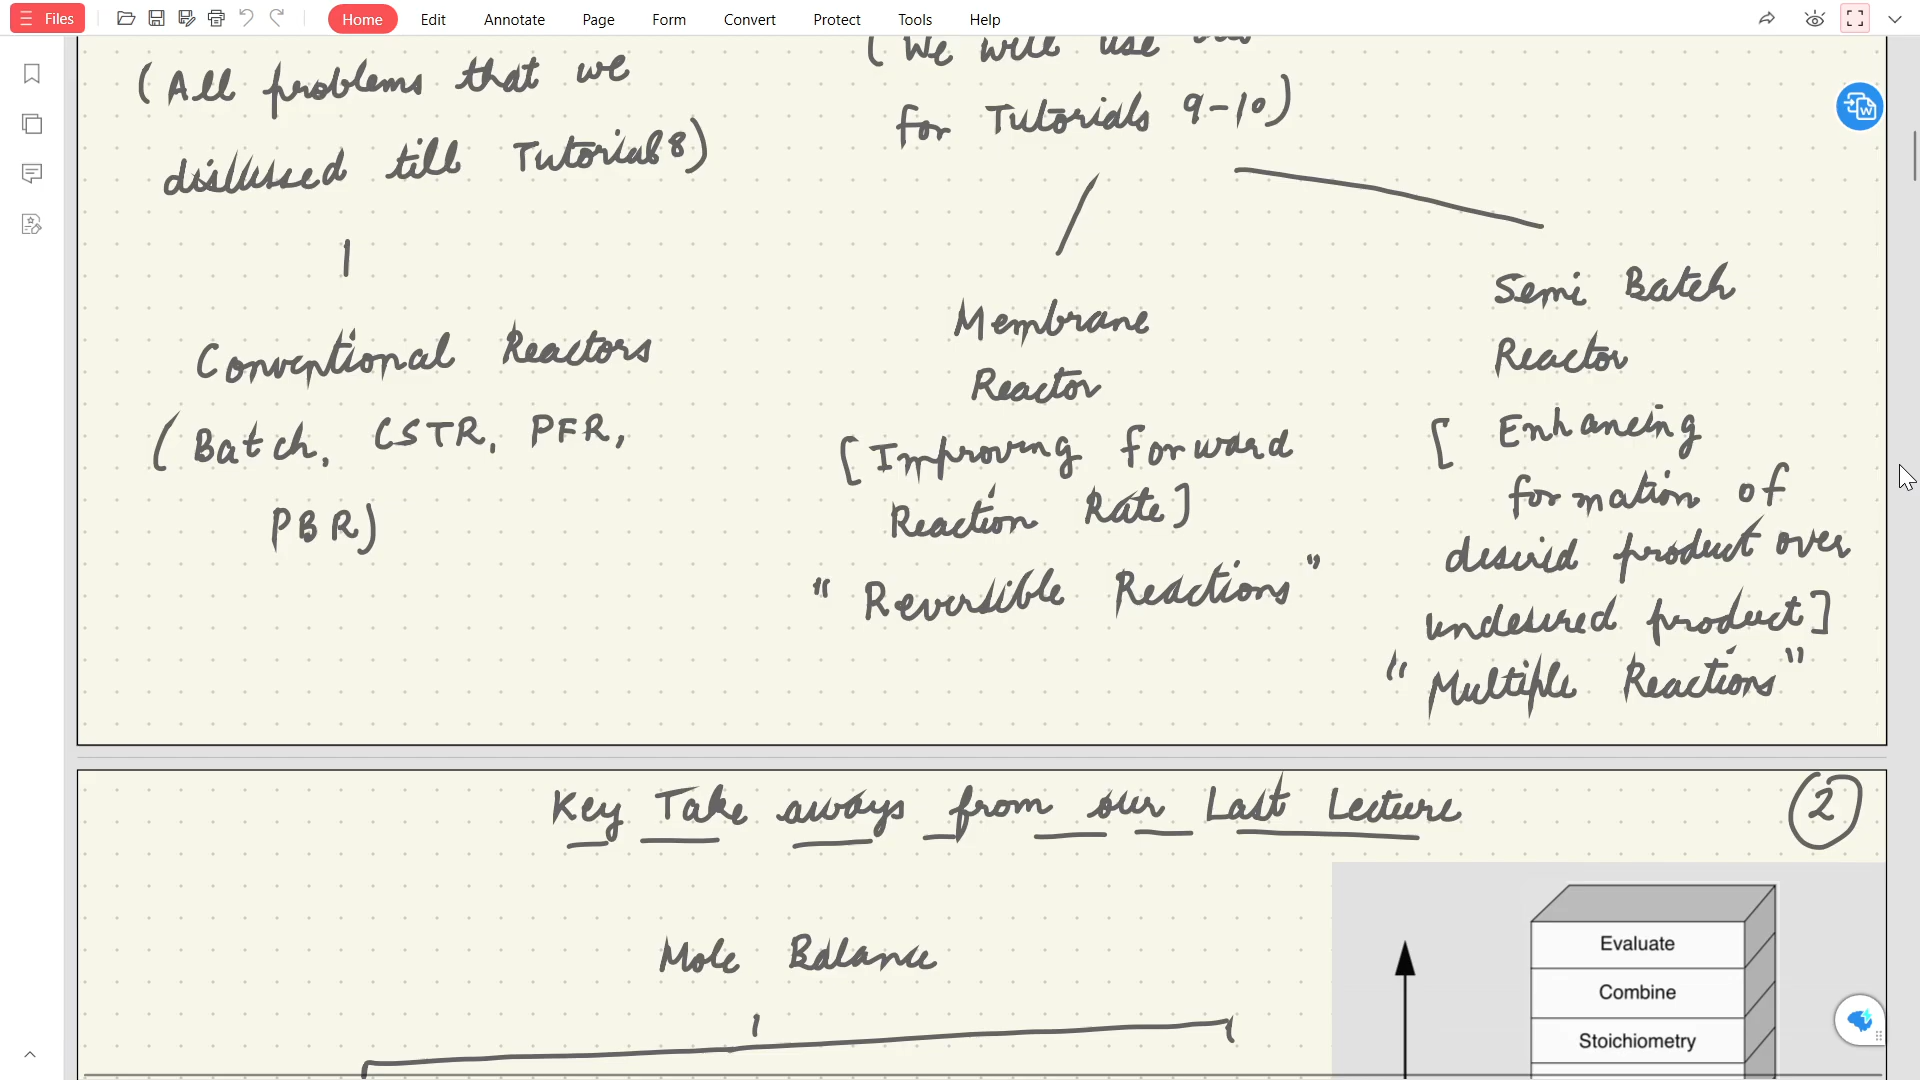 Files Home Edit Annotate Page Form Convert Protect Tools Help
(All problems that we
discussed till Tutorial 8)
(We will use
for Tutorials 9-10)
Conventional Reactors
(Batch, CSTR, PFR,
PBR)
Membrane
Reactor
[Improving forward
Reaction Rate]
"Reversible Reactions"
Semi Batch
Reactor
[Enhancing
formation of
desired product over
undesired product]
"Multiple Reactions"
Key Take aways from our Last Lecture
2
Mole Balance
Evaluate
Combine
Stoichiometry